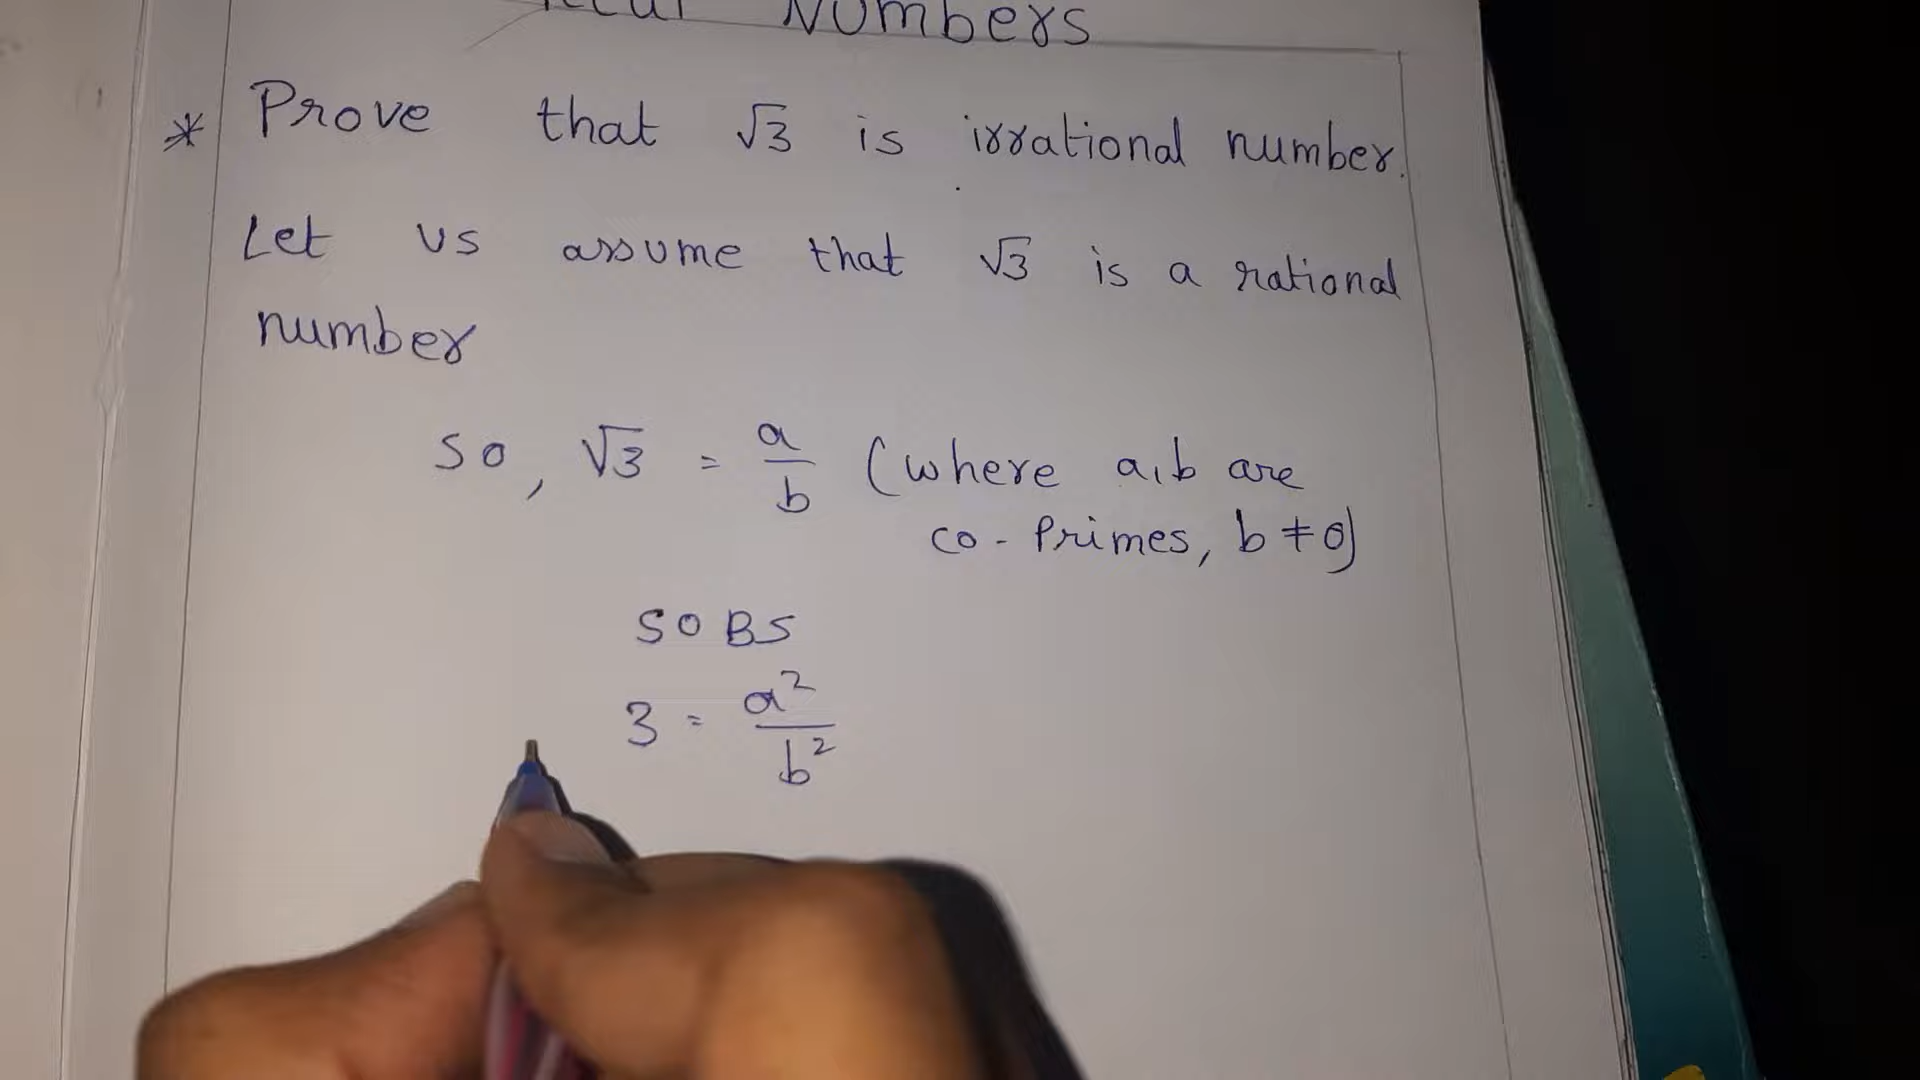 Real Numbers
* Prove that √3 is irrational number.
Let us assume that √3 is a rational
number
So, √3 = a/b (where a, b are
co-Primes, b ≠ 0)
SOBS
3 = a²/b²